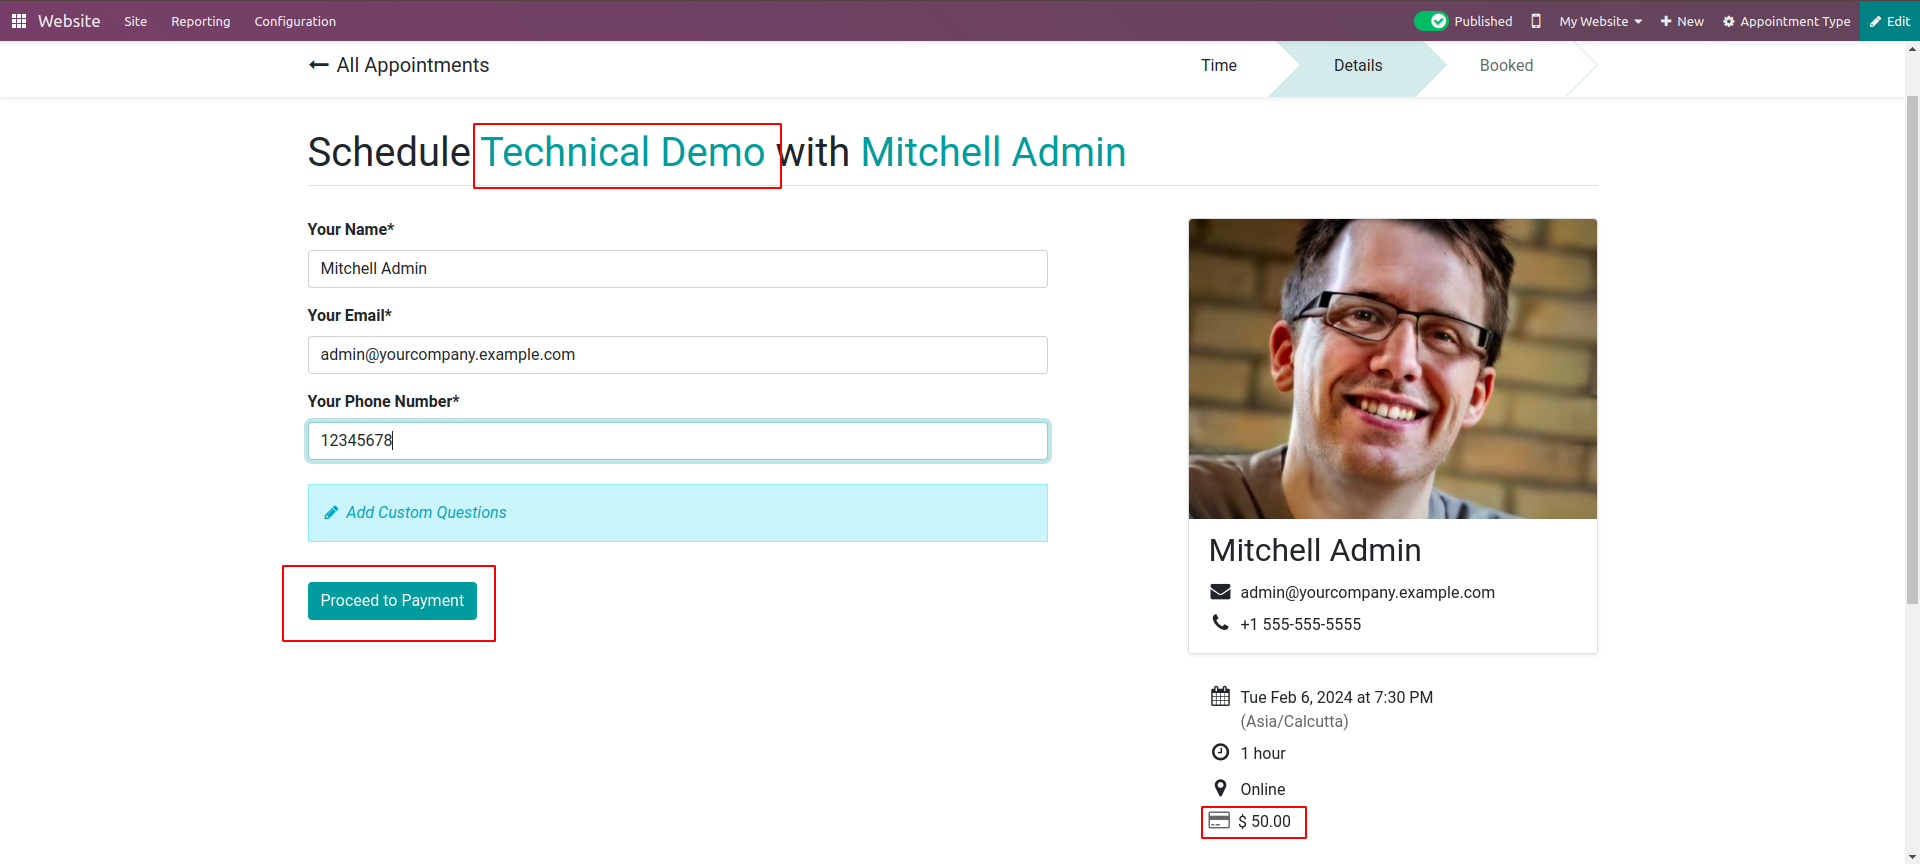 Website Site Reporting Configuration Published My Website New Appointment Type Edit
All Appointments Time Details Booked
Schedule Technical Demo with Mitchell Admin
Your Name*
Mitchell Admin
Your Email*
admin@yourcompany.example.com
Your Phone Number*
12345678
Add Custom Questions
Proceed to Payment
Mitchell Admin
admin@yourcompany.example.com
+1 555-555-5555
Tue Feb 6, 2024 at 7:30 PM
(Asia/Calcutta)
1 hour
Online
$ 50.00